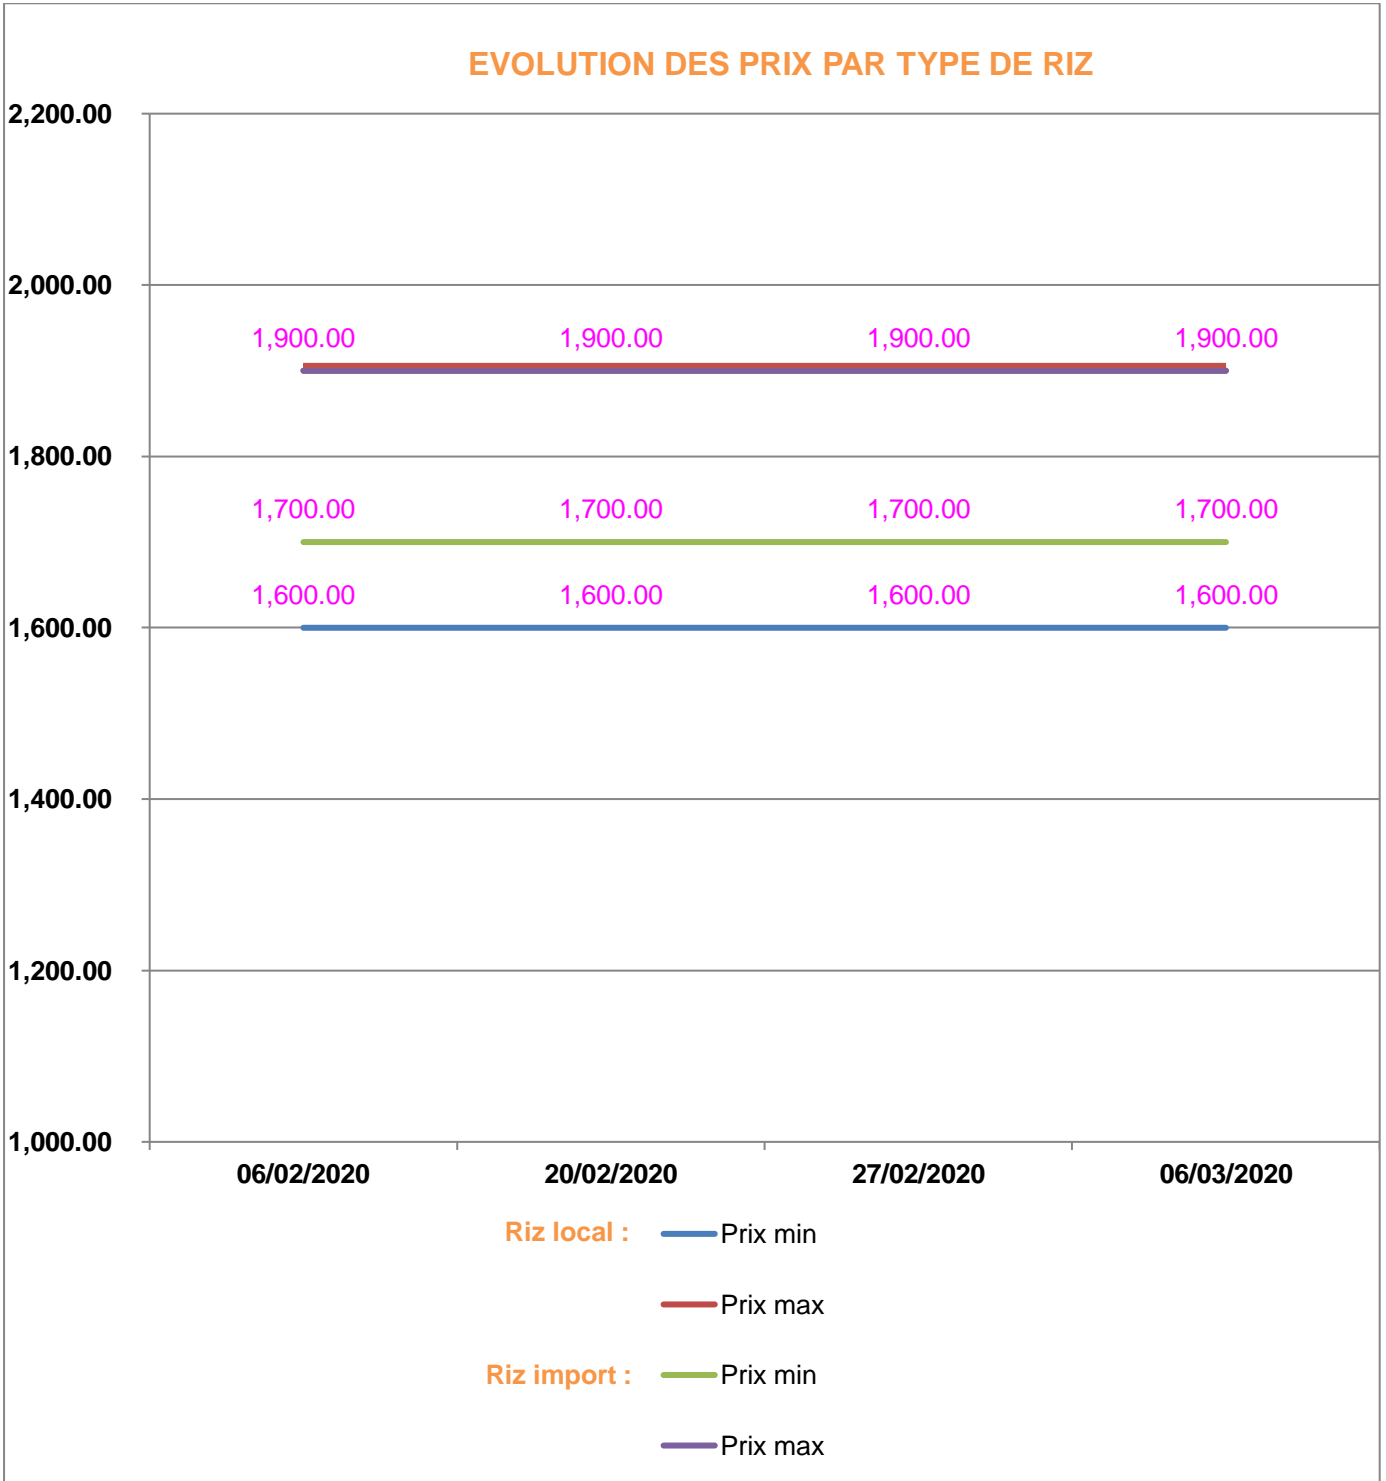 EVOLUTION DES PRIX PAR TYPE DE RIZ
2,200.00
2,000.00
1,900.00 1,900.00 1,900.00 1,900.00
1,800.00
1,700.00 1,700.00 1,700.00 1,700.00
1,600.00 1,600.00 1,600.00 1,600.00
1,600.00
1,400.00
1,200.00
1,000.00
06/02/2020 20/02/2020 27/02/2020 06/03/2020
Riz local : Prix min
Prix max
Riz import : Prix min
Prix max